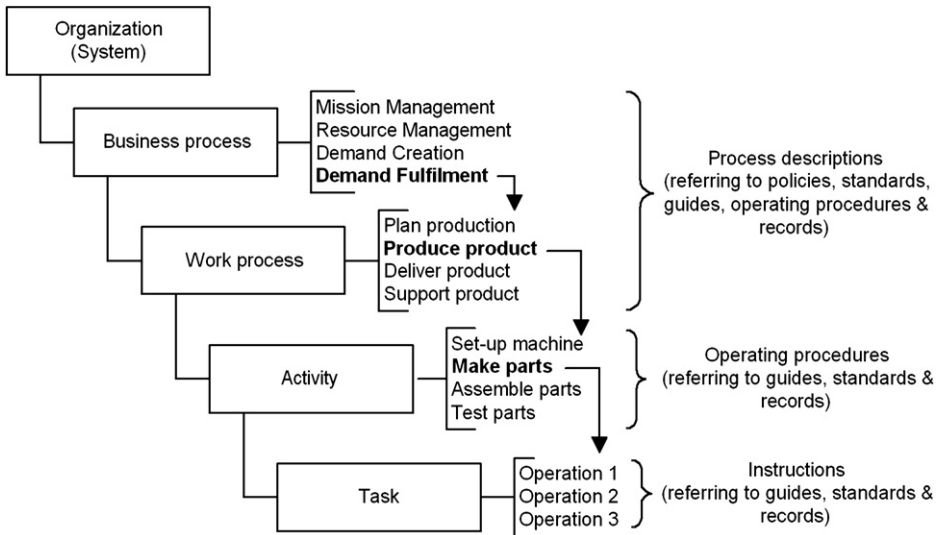 Organization
(System)
Business process
Mission Management
Resource Management
Demand Creation
Demand Fulfilment
Process descriptions
(referring to policies, standards,
guides, operating procedures &
records)
Work process
Plan production
Produce product
Deliver product
Support product
Activity
Set-up machine
Make parts
Assemble parts
Test parts
Operating procedures
(referring to guides, standards &
records)
Task
Operation 1
Operation 2
Operation 3
Instructions
(referring to guides, standards &
records)